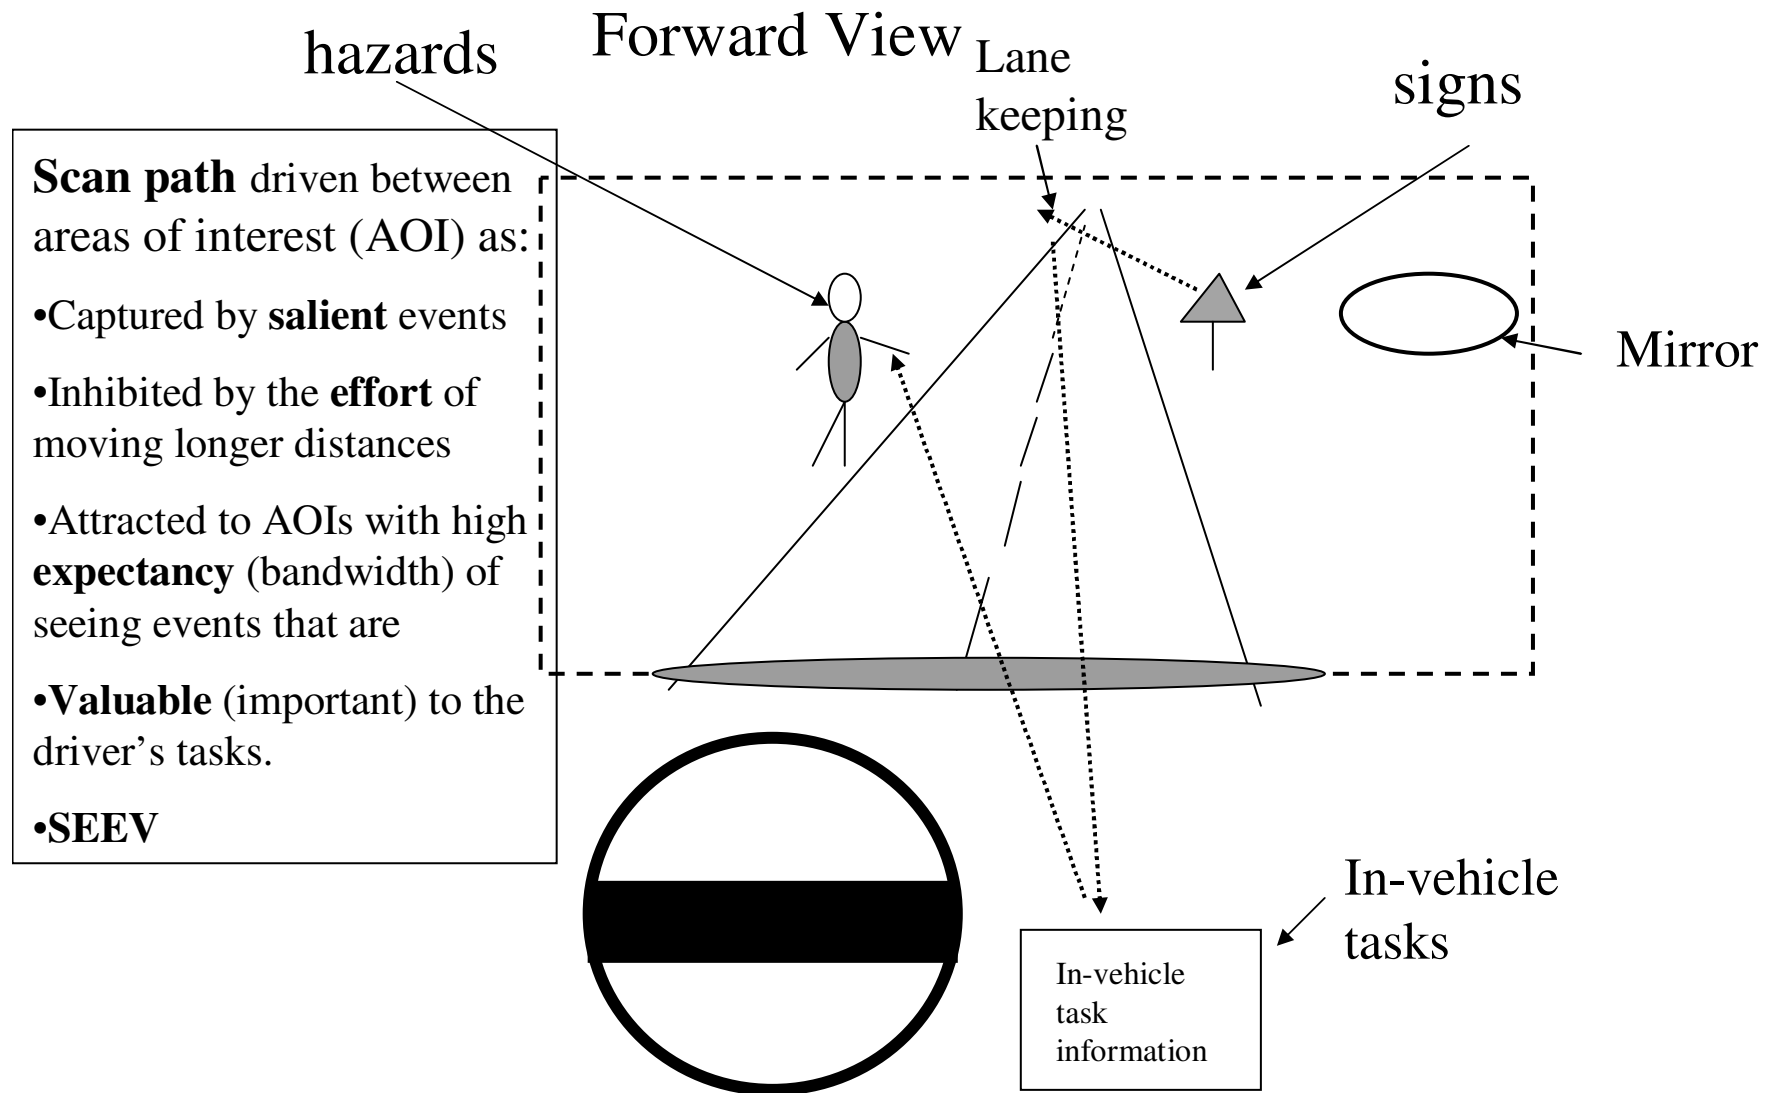 Forward View
hazards
Lane
keeping
signs
Scan path driven between
areas of interest (AOI) as:
•Captured by salient events
•Inhibited by the effort of
moving longer distances
•Attracted to AOIs with high
expectancy (bandwidth) of
seeing events that are
•Valuable (important) to the
driver’s tasks.
•SEEV
Mirror
In-vehicle
tasks
In-vehicle
task
information